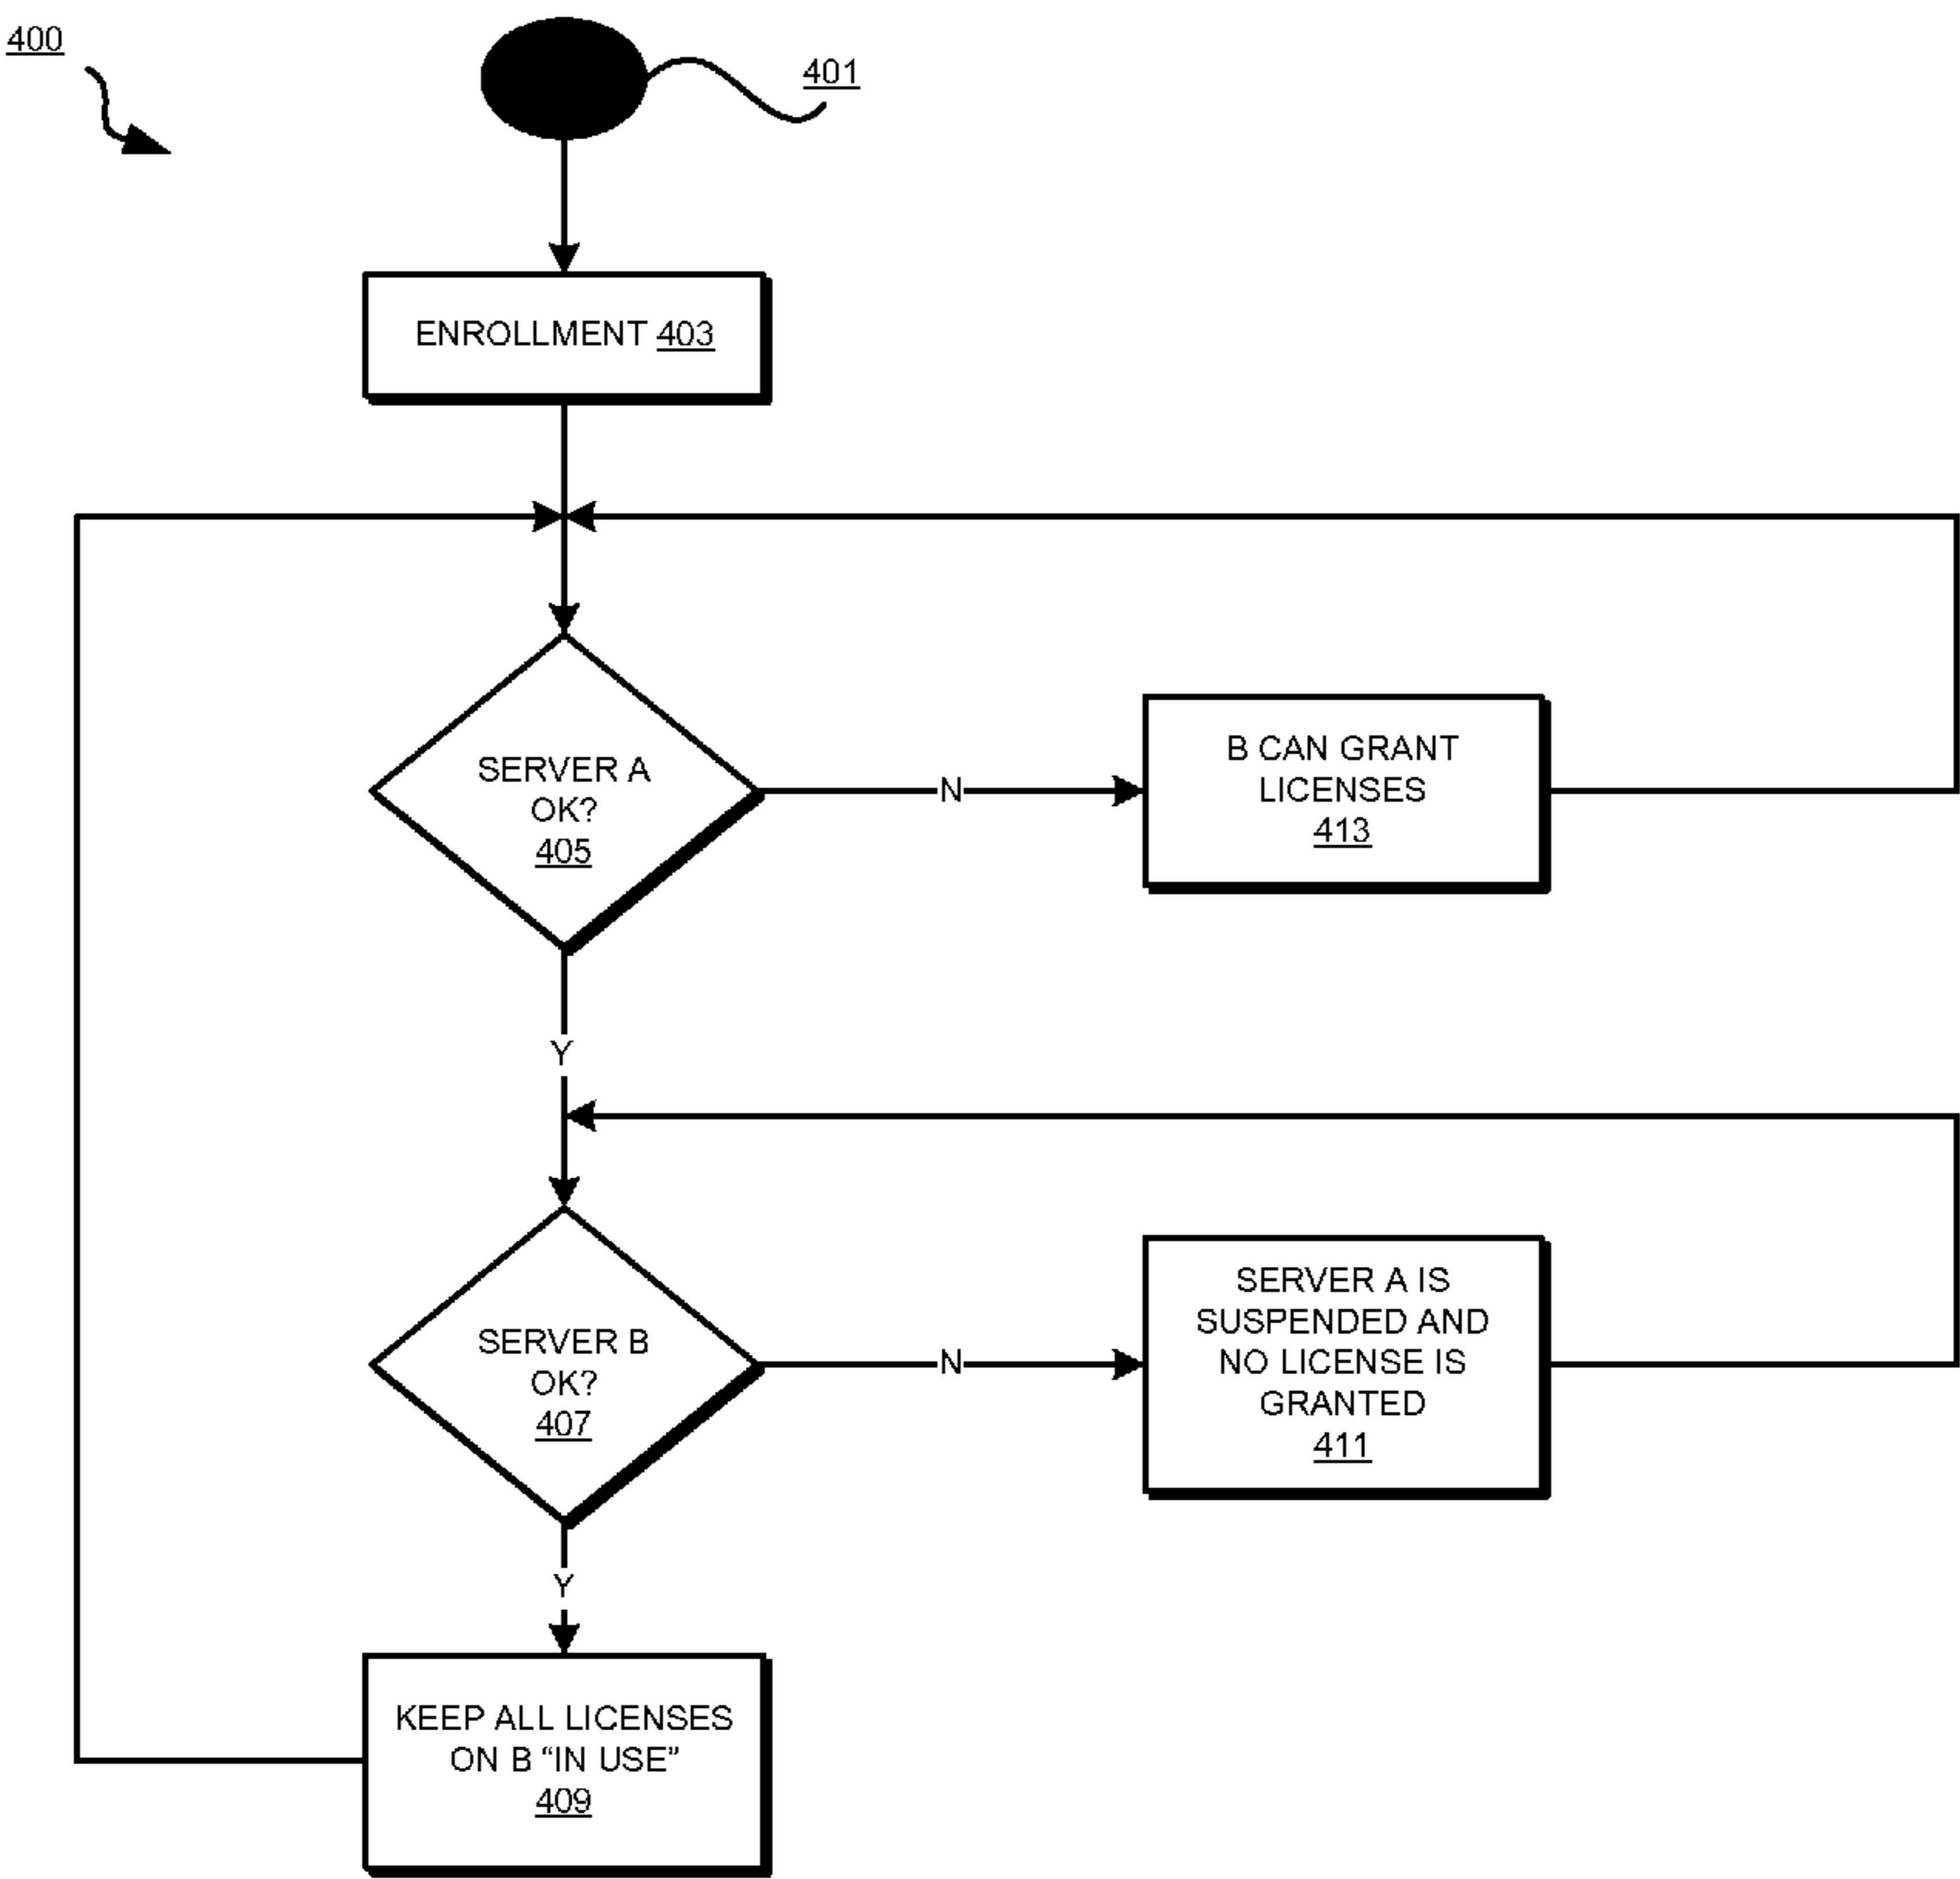 400
401
ENROLLMENT 403
SERVER A
OK?
405
N
B CAN GRANT
LICENSES
413
Y
SERVER B
OK?
407
N
SERVER A IS
SUSPENDED AND
NO LICENSE IS
GRANTED
411
Y
KEEP ALL LICENSES
ON B “IN USE”
409